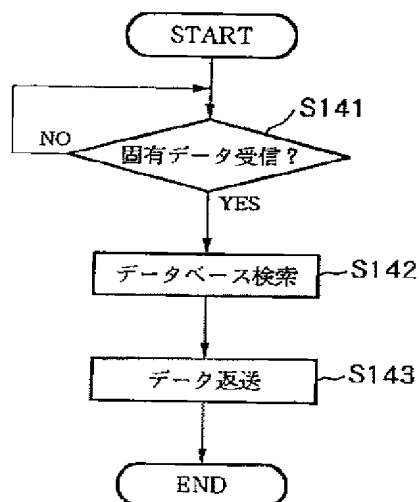 START
S141
NO
固有データ受信?
YES
データベース検索
S142
データ返送
S143
END